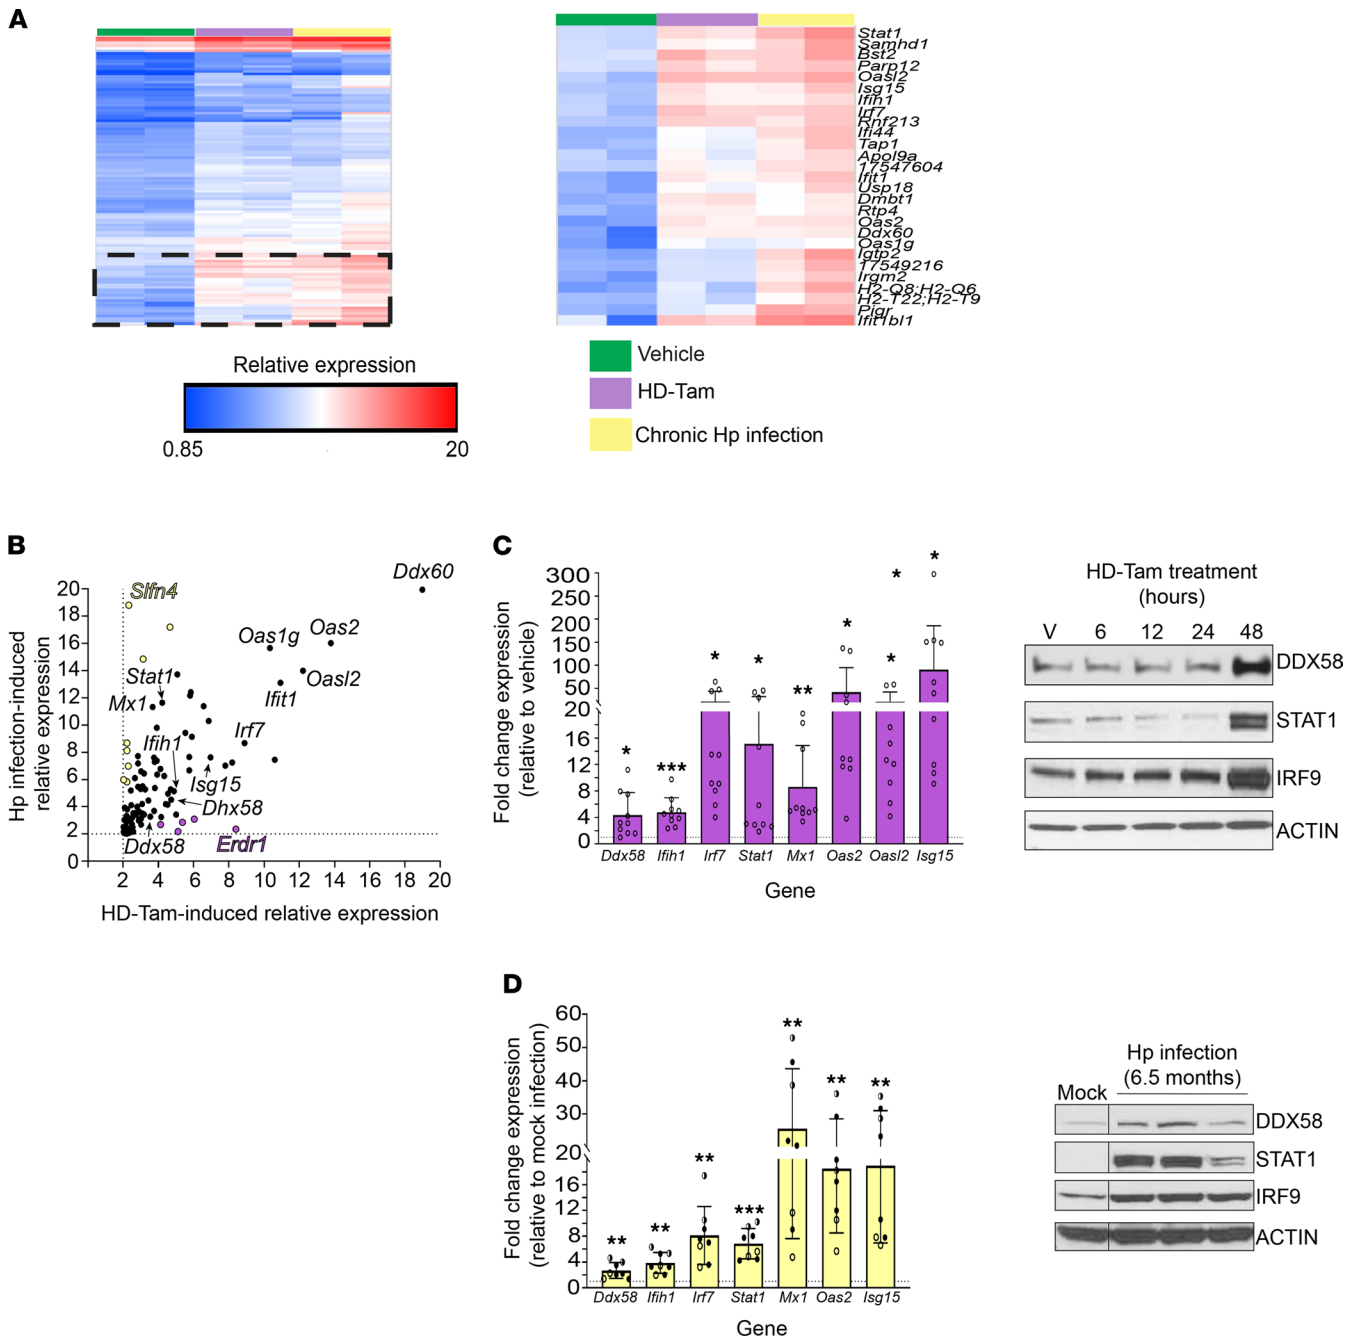 A
Stat1
Samhd1
Bst2
Parp12
Oasl2
Isg15
Ifih1
Irf7
Rnf213
Ifi44
Tap1
Apol9a
17547604
Ifit1
Usp18
Dmbt1
Rtp4
Oas2
Ddx60
Oas1g
Igtp2
17549216
Irgm2
H2-Q8;H2-Q6
H2-T22;H2-T9
Pigr
Ifit1bl1
Relative expression
0.85 20
Vehicle
HD-Tam
Chronic Hp infection
B
Hp infection-induced
relative expression
20
18
16
14
12
10
8
6
4
2
0
2 4 6 8 10 12 14 16 18 20
HD-Tam-induced relative expression
Slfn4
Ddx60
Oas1g
Oas2
Stat1
Oasl2
Mx1
Ifit1
Ifih1
Irf7
Isg15
Dhx58
Ddx58
Erdr1
C
Fold change expression
(relative to vehicle)
300
250
200
150
100
50
20
16
12
8
4
0
* *** * * ** * * * *
Ddx58 Ifih1 Irf7 Stat1 Mx1 Oas2 Oasl2 Isg15
Gene
HD-Tam treatment
(hours)
V 6 12 24 48
DDX58
STAT1
IRF9
ACTIN
D
Fold change expression
(relative to mock infection)
60
50
40
30
20
16
12
8
4
0
** ** ** *** ** ** **
Ddx58 Ifih1 Irf7 Stat1 Mx1 Oas2 Isg15
Gene
Hp infection
(6.5 months)
Mock
DDX58
STAT1
IRF9
ACTIN